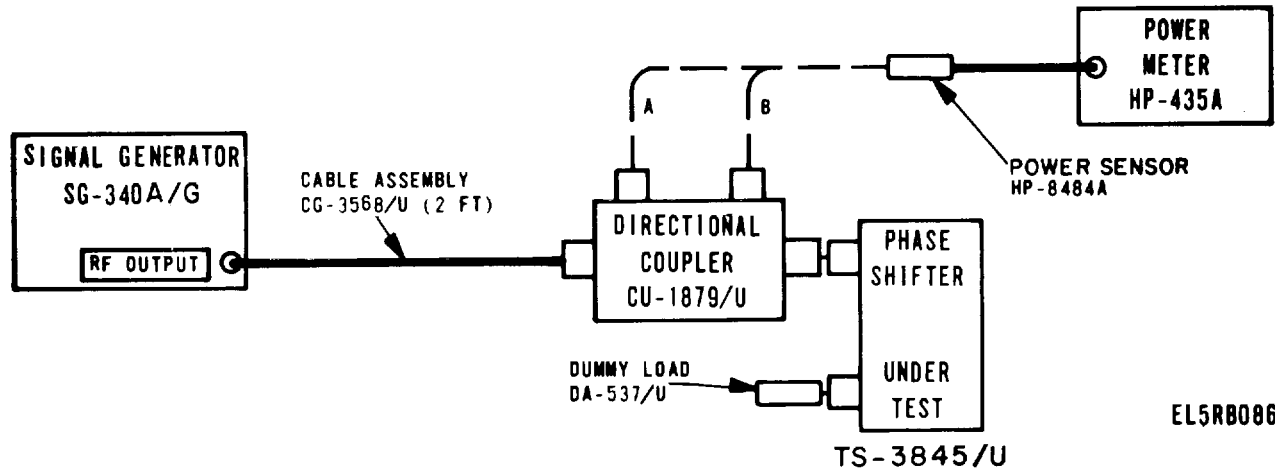 POWER
METER
HP-435A
A
B
SIGNAL GENERATOR
SG-340A/G
RF OUTPUT
CABLE ASSEMBLY
CG-3568/U (2 FT)
POWER SENSOR
HP-8484A
DIRECTIONAL
COUPLER
CU-1879/U
PHASE
SHIFTER
UNDER
TEST
DUMMY LOAD
DA-537/U
TS-3845/U
EL5RB086